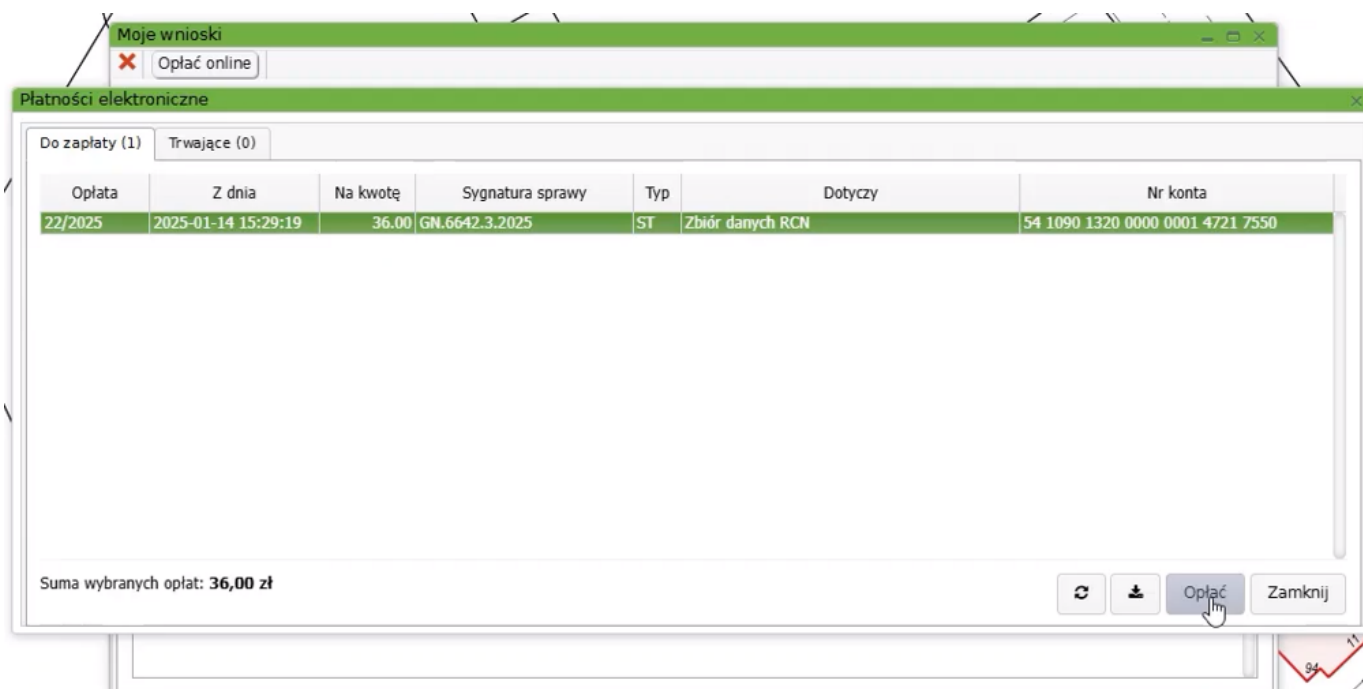 Moje wnioski
Opłać online
Płatności elektroniczne
Do zapłaty (1) Trwające (0)
Opłata Z dnia Na kwotę Sygnatura sprawy Typ Dotyczy Nr konta
22/2025 2025-01-14 15:29:19 36.00 GN.6642.3.2025 ST Zbiór danych RCN 54 1090 1320 0000 0001 4721 7550
Suma wybranych opłat: 36,00 zł
Opłać Zamknij
11
94